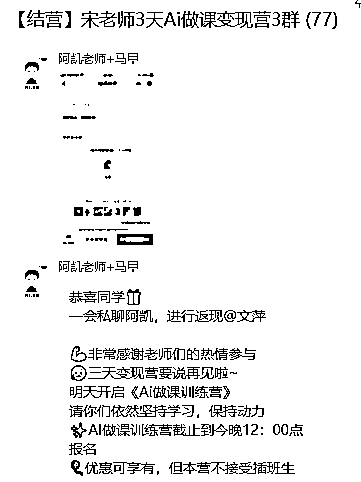 【结营】宋老师3天Ai做课变现营3群 (77)
阿凯老师+马早
阿凯老师+马早
恭喜同学🎁
一会私聊阿凯，进行返现@文萍
💪非常感谢老师们的热情参与
😊三天变现营要说再见啦~
明天开启《Ai做课训练营》
请你们依然坚持学习，保持动力
✨AI做课训练营截止到今晚12：00点
报名
优惠可享有，但本营不接受插班生